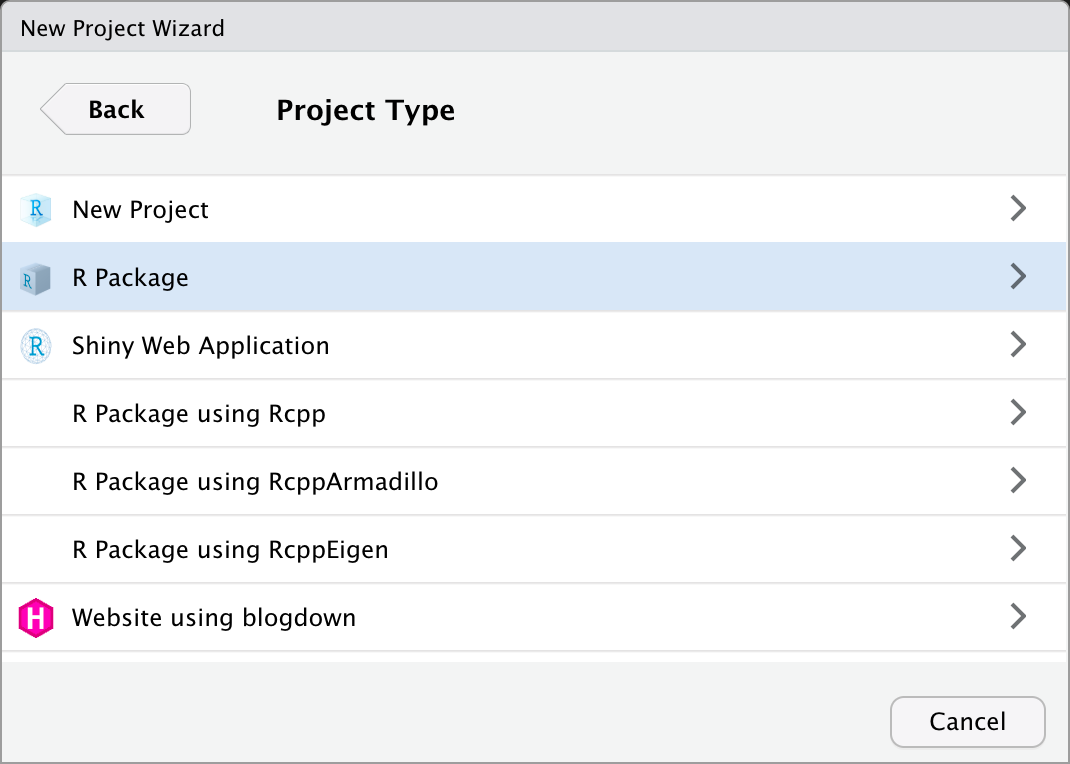 New Project Wizard
Back
Project Type
R New Project
R R Package
R Shiny Web Application
R Package using Rcpp
R Package using RcppArmadillo
R Package using RcppEigen
H Website using blogdown
Cancel